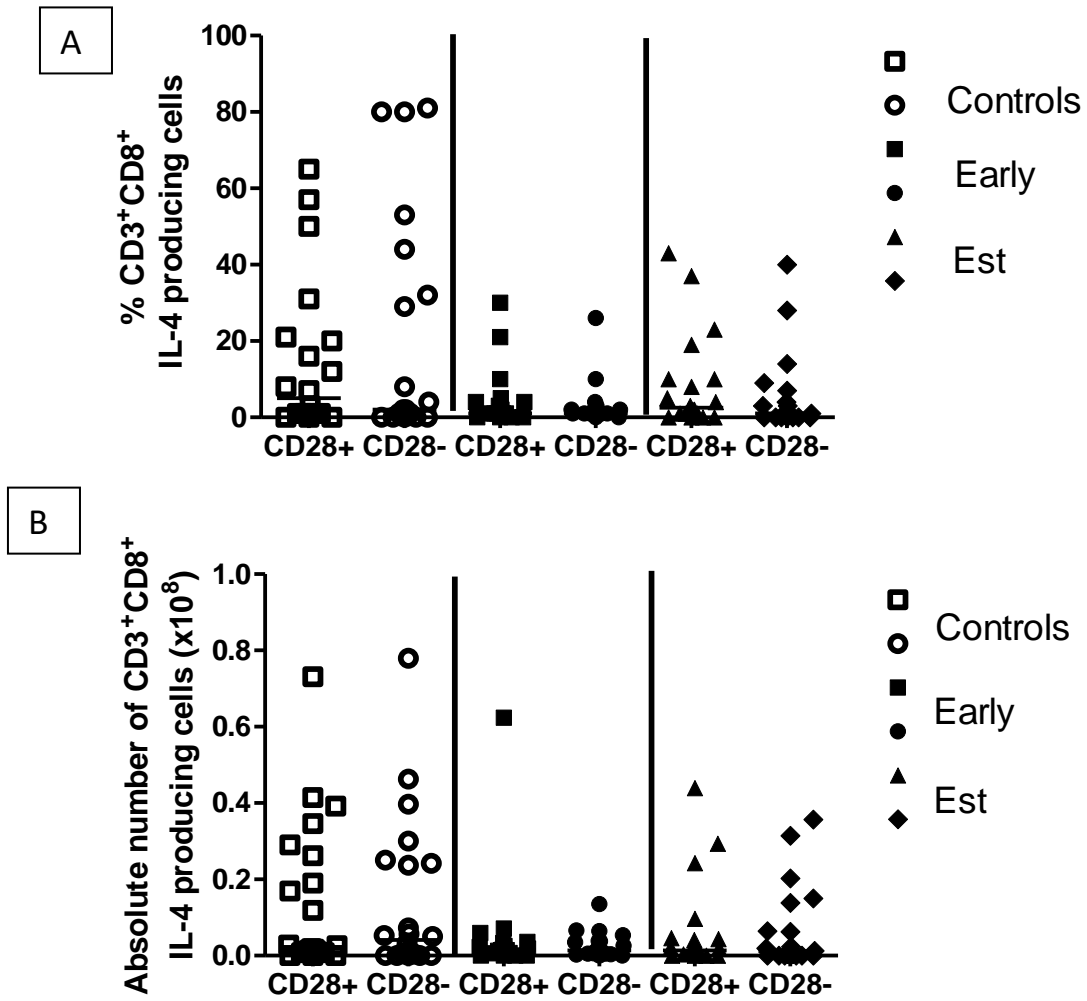 A
% CD3⁺CD8⁺
IL-4 producing cells
100
80
60
40
20
0
CD28+ CD28- CD28+ CD28- CD28+ CD28-
Controls
Early
Est
B
Absolute number of CD3⁺CD8⁺
IL-4 producing cells (x10⁸)
1.0
0.8
0.6
0.4
0.2
0.0
CD28+ CD28- CD28+ CD28- CD28+ CD28-
Controls
Early
Est